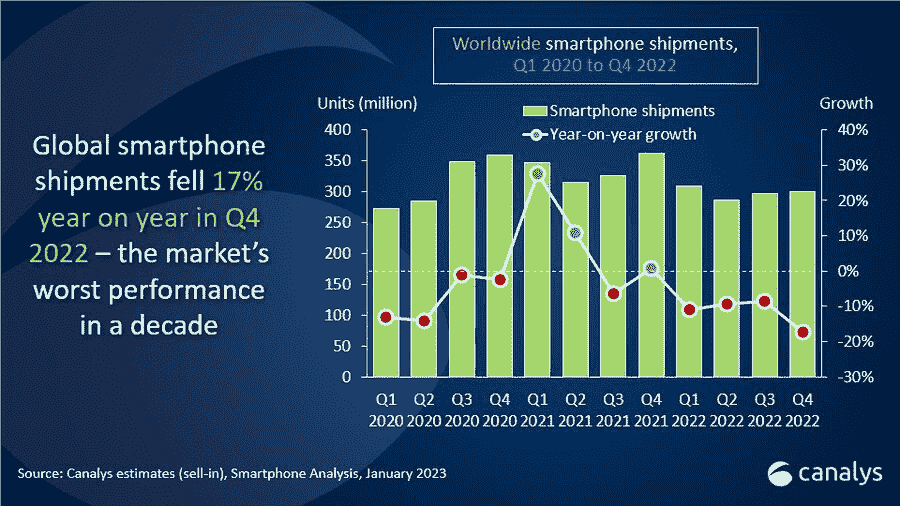 Worldwide smartphone shipments,
Q1 2020 to Q4 2022
Global smartphone
shipments fell 17%
year on year in Q4
2022 – the market's
worst performance
in a decade
Units (million)
Growth
Smartphone shipments
Year-on-year growth
400
350
300
250
200
150
100
50
0
40%
30%
20%
10%
0%
-10%
-20%
-30%
Q1 Q2 Q3 Q4 Q1 Q2 Q3 Q4 Q1 Q2 Q3 Q4
2020 2020 2020 2020 2021 2021 2021 2021 2022 2022 2022 2022
Source: Canalys estimates (sell-in), Smartphone Analysis, January 2023
canalys